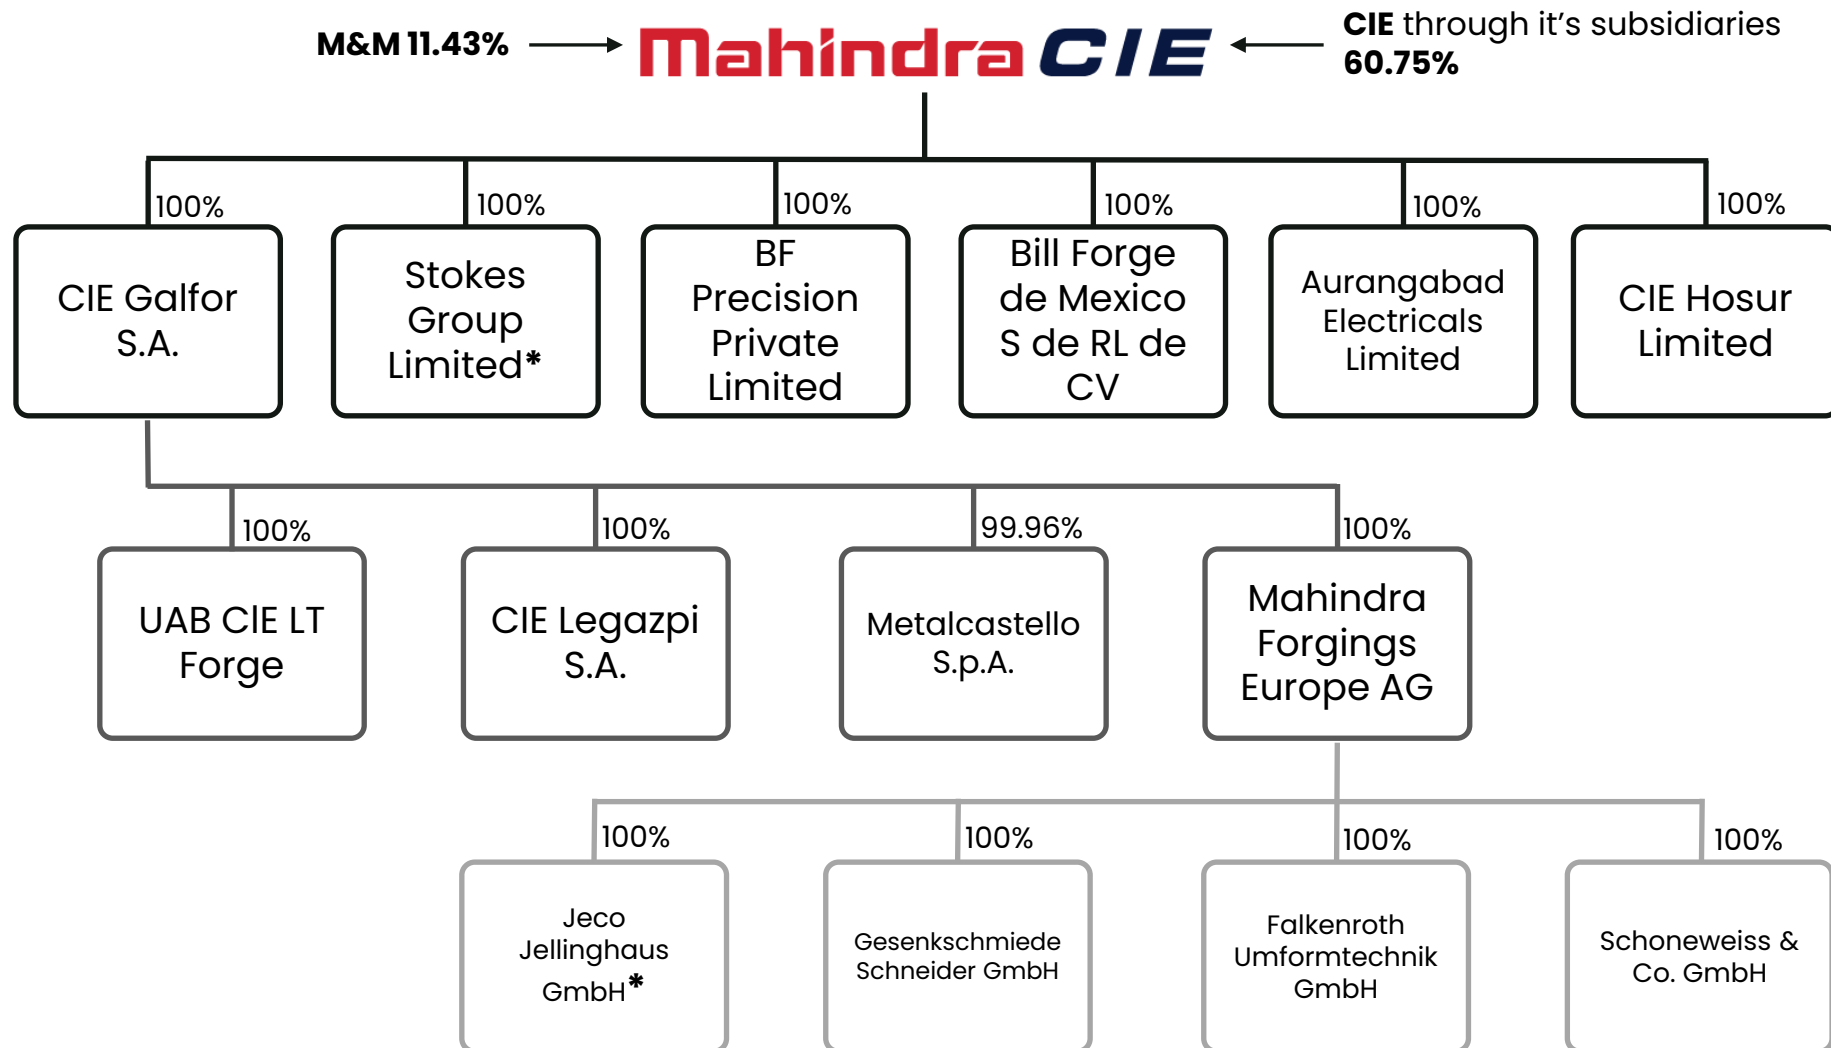 M&M 11.43%
Mahindra CIE
CIE through it's subsidiaries
60.75%
100%
100%
100%
100%
100%
100%
CIE Galfor
S.A.
Stokes
Group
Limited*
BF
Precision
Private
Limited
Bill Forge
de Mexico
S de RL de
CV
Aurangabad
Electricals
Limited
CIE Hosur
Limited
100%
100%
99.96%
100%
UAB CIE LT
Forge
CIE Legazpi
S.A.
Metalcastello
S.p.A.
Mahindra
Forgings
Europe AG
100%
100%
100%
100%
Jeco
Jellinghaus
GmbH*
Gesenkschmiede
Schneider GmbH
Falkenroth
Umformtechnik
GmbH
Schoneweiss &
Co. GmbH